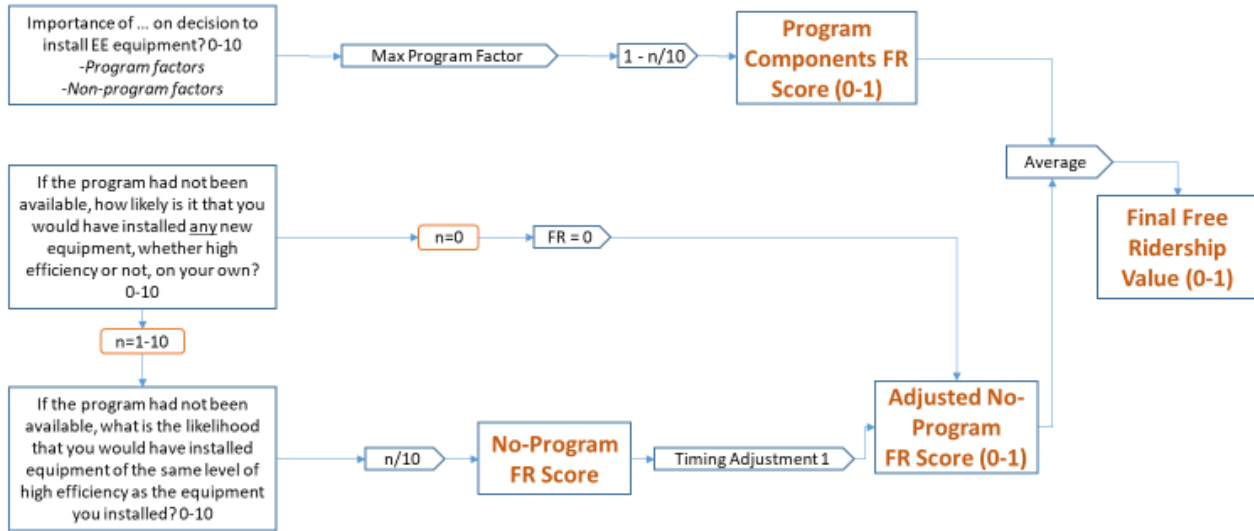 Importance of ... on decision to
install EE equipment? 0-10
-Program factors
-Non-program factors
Max Program Factor
1 - n/10
Program
Components FR
Score (0-1)
Average
Final Free
Ridership
Value (0-1)
If the program had not been
available, how likely is it that you
would have installed any new
equipment, whether high
efficiency or not, on your own?
0-10
n=0
FR = 0
n=1-10
If the program had not been
available, what is the likelihood
that you would have installed
equipment of the same level of
high efficiency as the equipment
you installed? 0-10
n/10
No-Program
FR Score
Timing Adjustment 1
Adjusted No-
Program
FR Score (0-1)